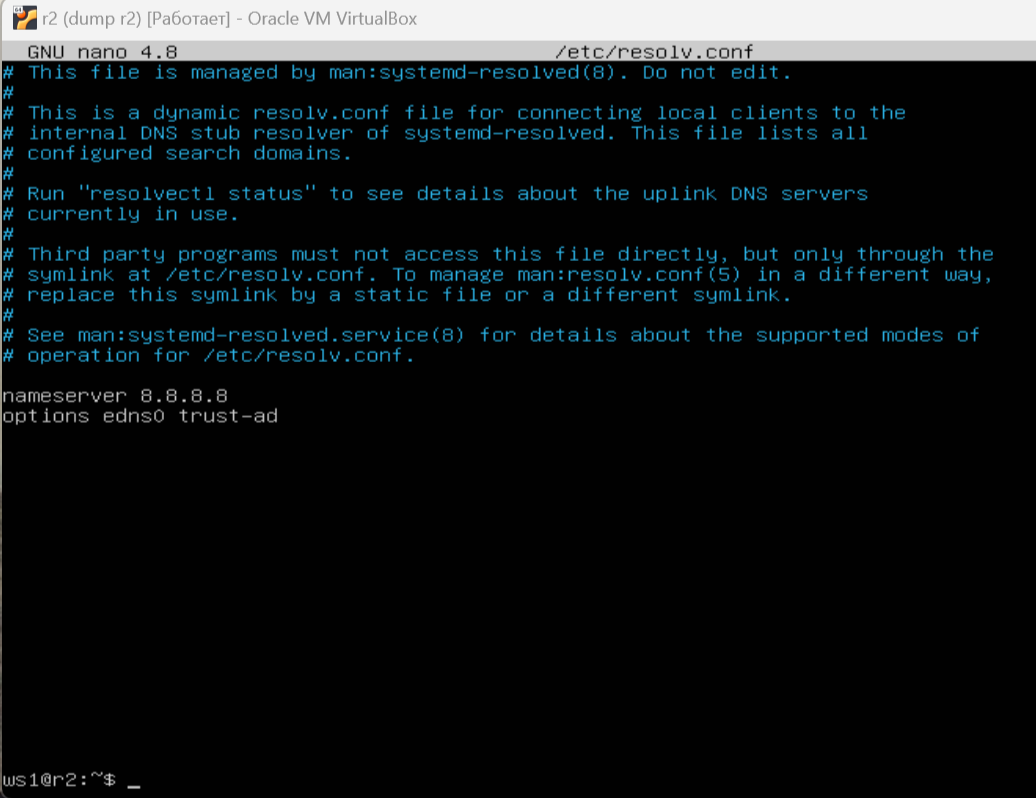 r2 (dump r2) [Работает] - Oracle VM VirtualBox
GNU nano 4.8 /etc/resolv.conf
# This file is managed by man:systemd-resolved(8). Do not edit.
#
# This is a dynamic resolv.conf file for connecting local clients to the
# internal DNS stub resolver of systemd-resolved. This file lists all
# configured search domains.
#
# Run "resolvectl status" to see details about the uplink DNS servers
# currently in use.
#
# Third party programs must not access this file directly, but only through the
# symlink at /etc/resolv.conf. To manage man:resolv.conf(5) in a different way,
# replace this symlink by a static file or a different symlink.
#
# See man:systemd-resolved.service(8) for details about the supported modes of
# operation for /etc/resolv.conf.
nameserver 8.8.8.8
options edns0 trust-ad
ws1@r2:~$ _